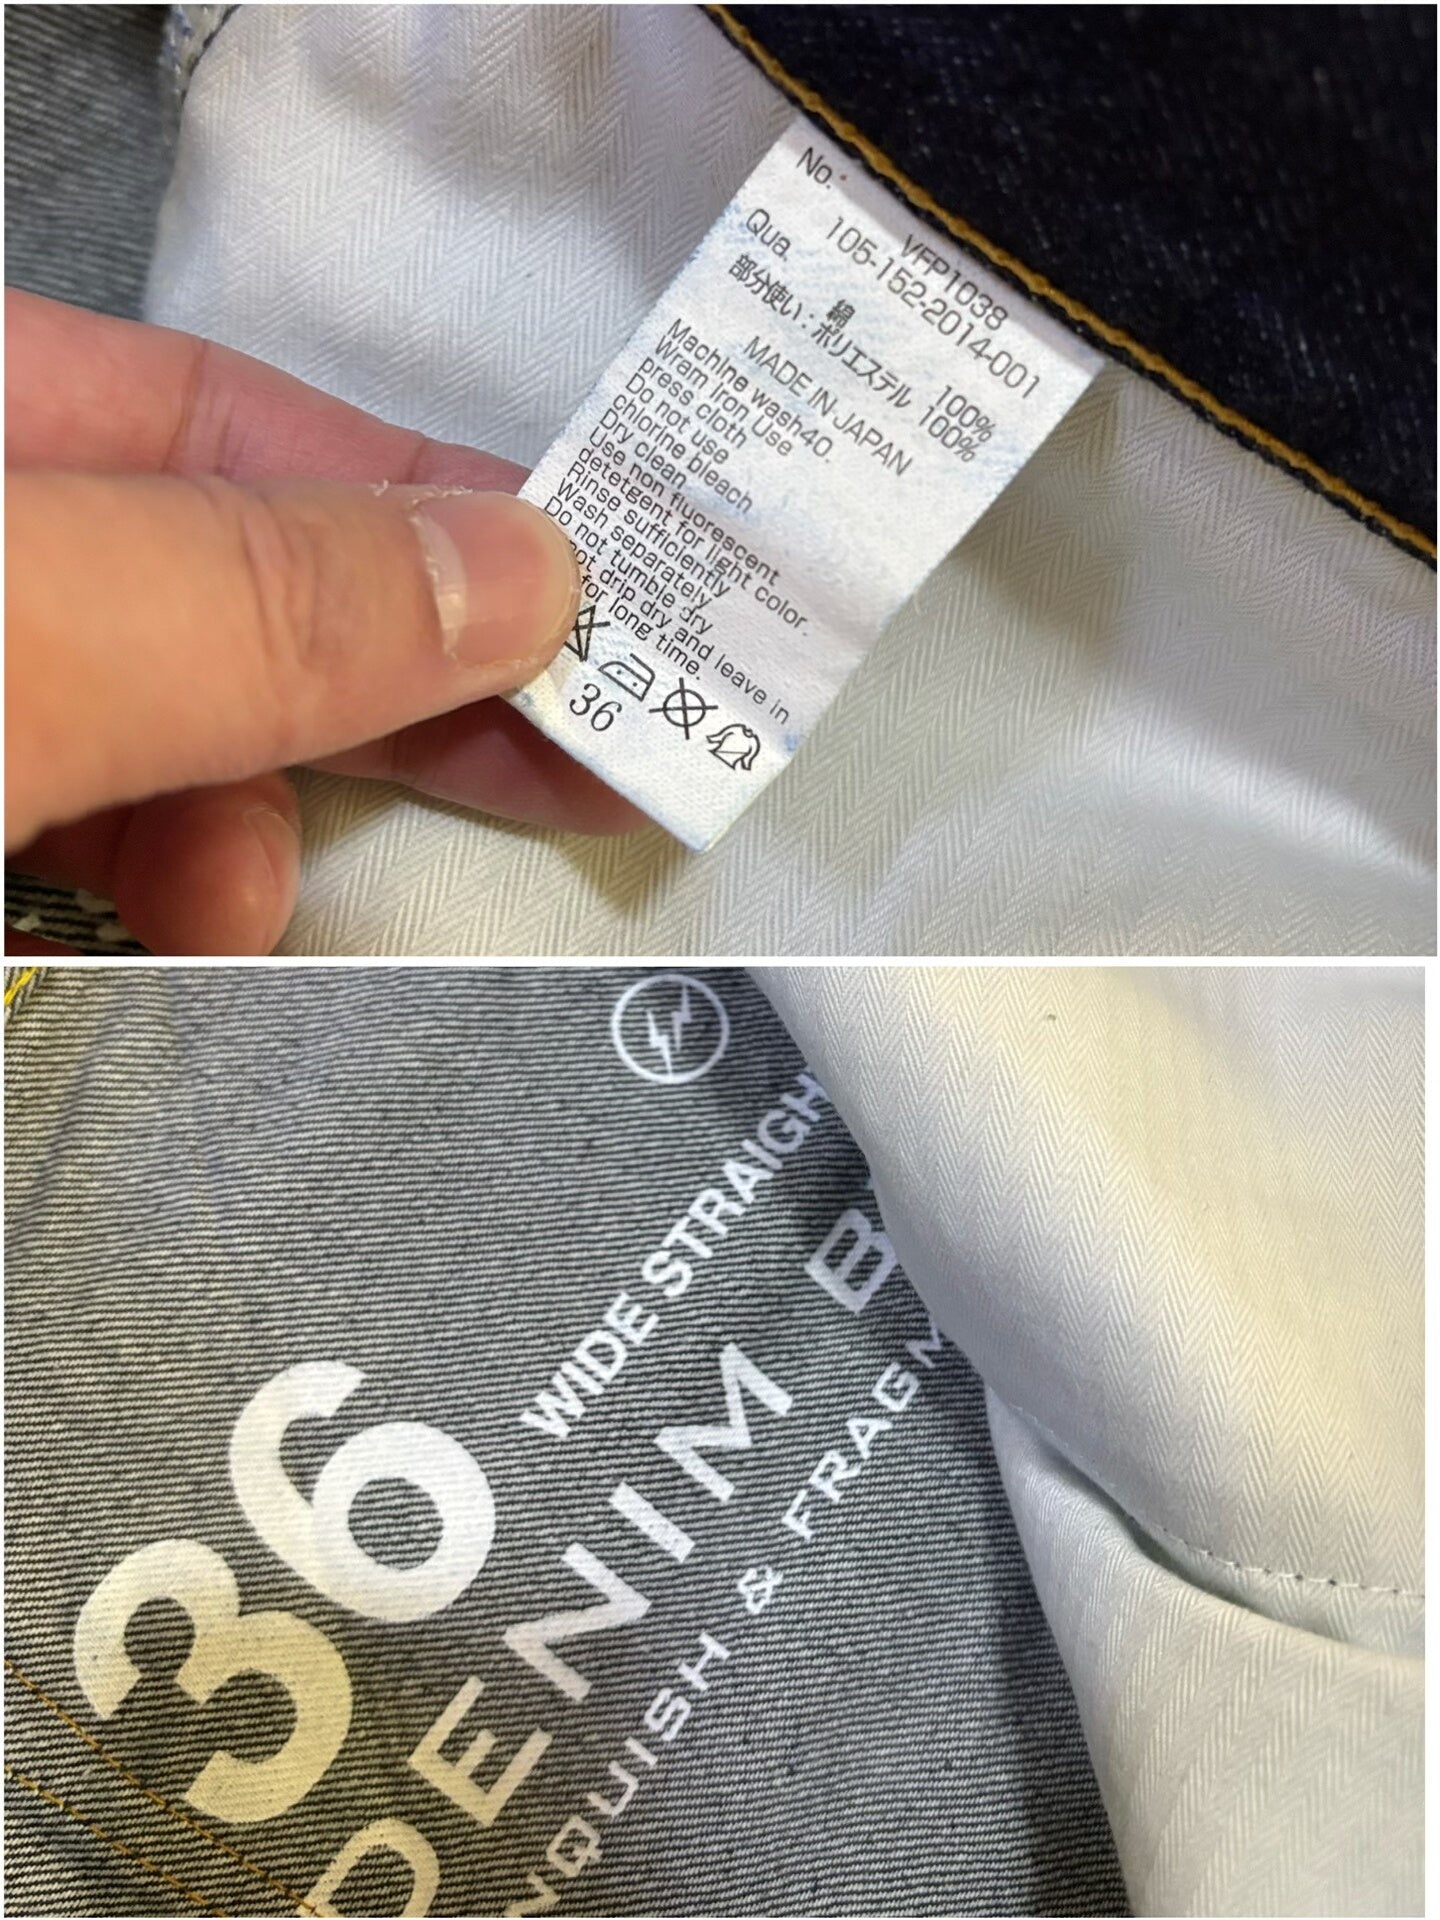 No.
VFP1038
105-152-2014-001
Qua.
綿 100%
部分使い:ポリエステル 100%
MADE IN JAPAN
Machine wash40.
Wram Iron Use
press cloth
Do not use
chlorine bleach
Dry clean
Use non fluorescent
detetgent for light color.
Rinse sufficiently
Wash separately
Do not tumble dry
not drip dry and leave in
for long time.
36
36
WIDE STRAIGH
DENIM B
NQUISH & FRAGM